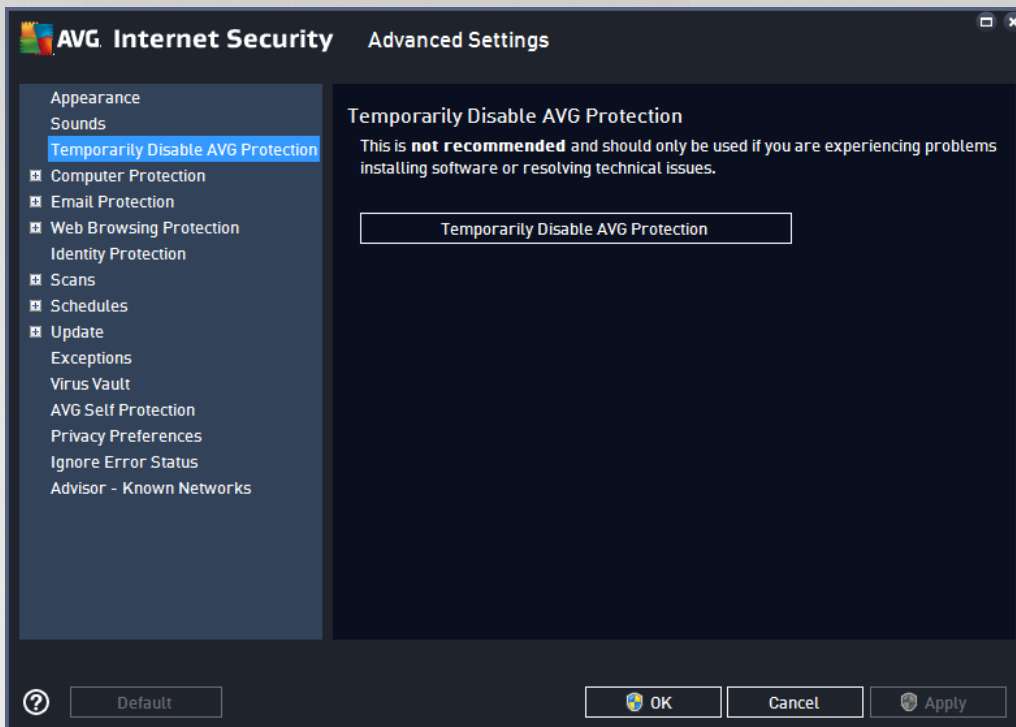 AVG. Internet Security Advanced Settings
Appearance
Sounds
Temporarily Disable AVG Protection
Computer Protection
Email Protection
Web Browsing Protection
Identity Protection
Scans
Schedules
Update
Exceptions
Virus Vault
AVG Self Protection
Privacy Preferences
Ignore Error Status
Advisor - Known Networks
Temporarily Disable AVG Protection
This is not recommended and should only be used if you are experiencing problems
installing software or resolving technical issues.
Temporarily Disable AVG Protection
? Default OK Cancel Apply